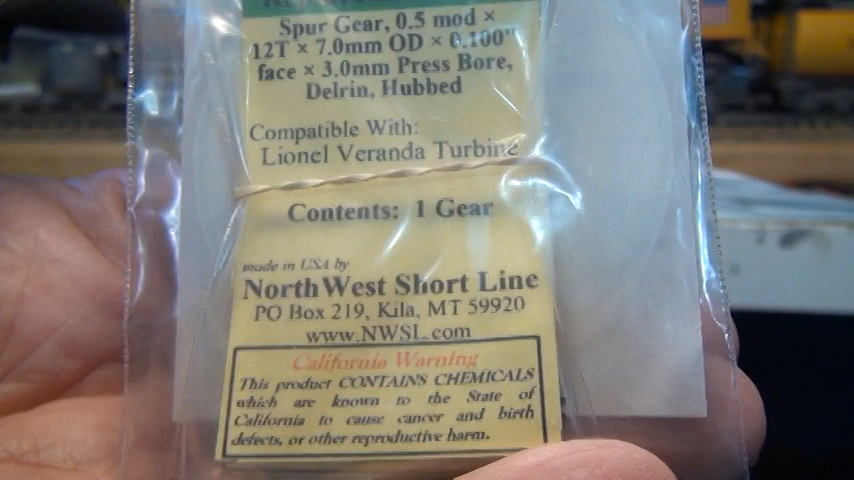 Spur Gear, 0.5 mod ×
12T × 7.0mm OD × 0.100"
face × 3.0mm Press Bore,
Delrin, Hubbed
Compatible With:
Lionel Veranda Turbine
Contents: 1 Gear
made in USA by
NorthWest Short Line
PO Box 219, Kila, MT 59920
www.NWSL.com
California Warning
This product CONTAINS CHEMICALS
which are known to the State of
California to cause cancer and birth
defects, or other reproductive harm.